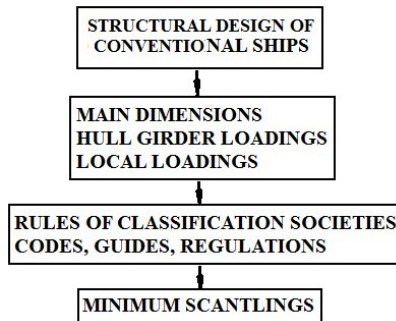 STRUCTURAL DESIGN OF
CONVENTIONAL SHIPS
MAIN DIMENSIONS
HULL GIRDER LOADINGS
LOCAL LOADINGS
RULES OF CLASSIFICATION SOCIETIES
CODES, GUIDES, REGULATIONS
MINIMUM SCANTLINGS